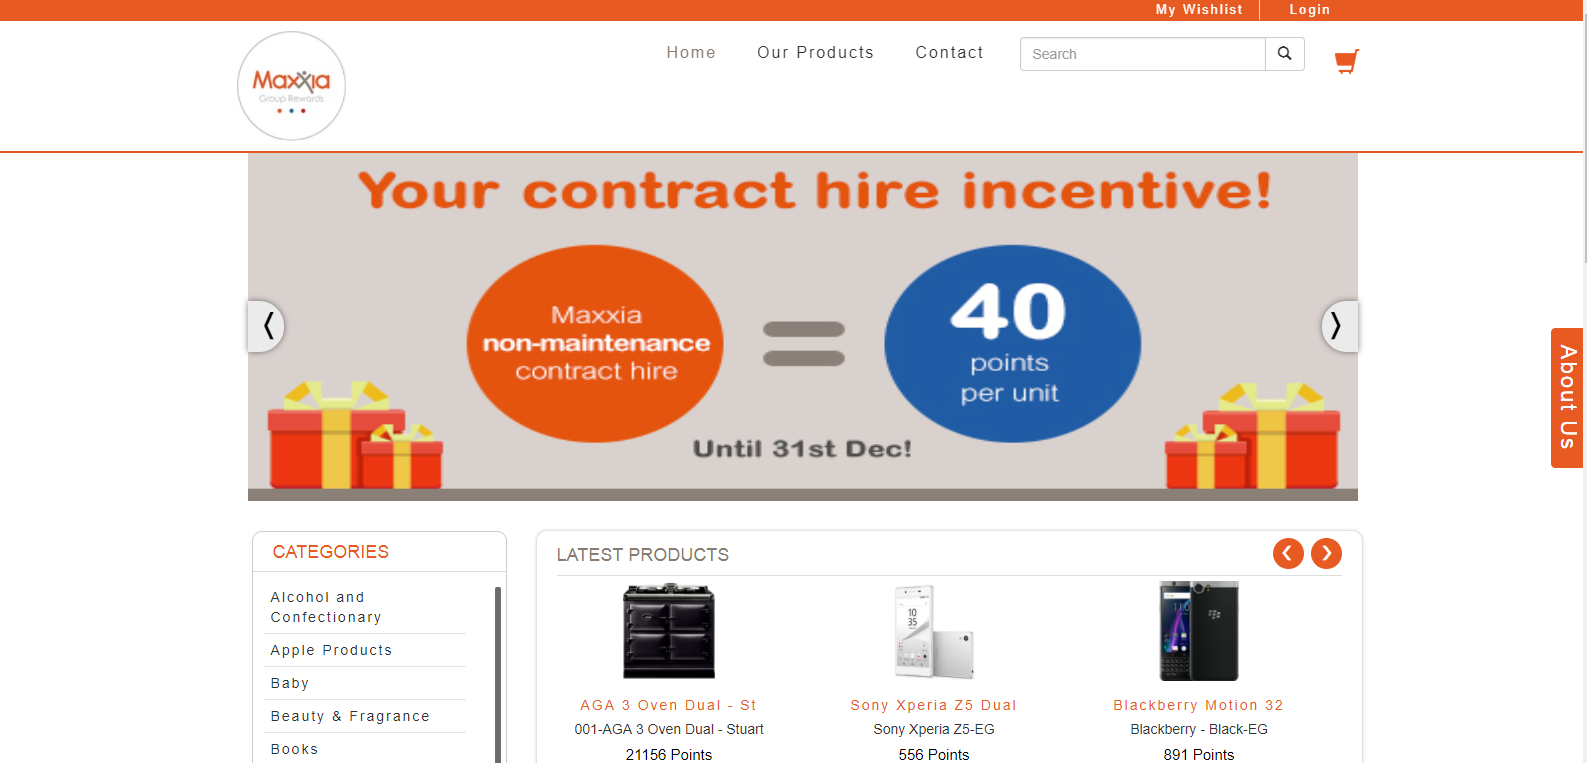 My Wishlist
Login
Maxxia
Group Rewards
Home
Our Products
Contact
Search
Your contract hire incentive!
Maxxia
non-maintenance
contract hire
=
40
points
per unit
Until 31st Dec!
About Us
CATEGORIES
Alcohol and
Confectionary
Apple Products
Baby
Beauty & Fragrance
Books
LATEST PRODUCTS
AGA 3 Oven Dual - St
001-AGA 3 Oven Dual - Stuart
21156 Points
10
35
Sony Xperia Z5 Dual
Sony Xperia Z5-EG
556 Points
Blackberry Motion 32
Blackberry - Black-EG
891 Points